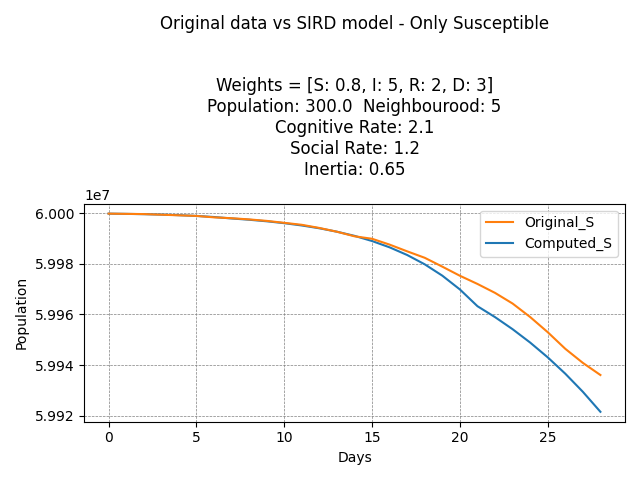 Original data vs SIRD model - Only Susceptible
Weights = [S: 0.8, I: 5, R: 2, D: 3]
Population: 300.0  Neighbourood: 5
Cognitive Rate: 2.1
Social Rate: 1.2
Inertia: 0.65
1e7
6.000
5.998
5.996
5.994
5.992
Population
Original_S
Computed_S
0 5 10 15 20 25
Days